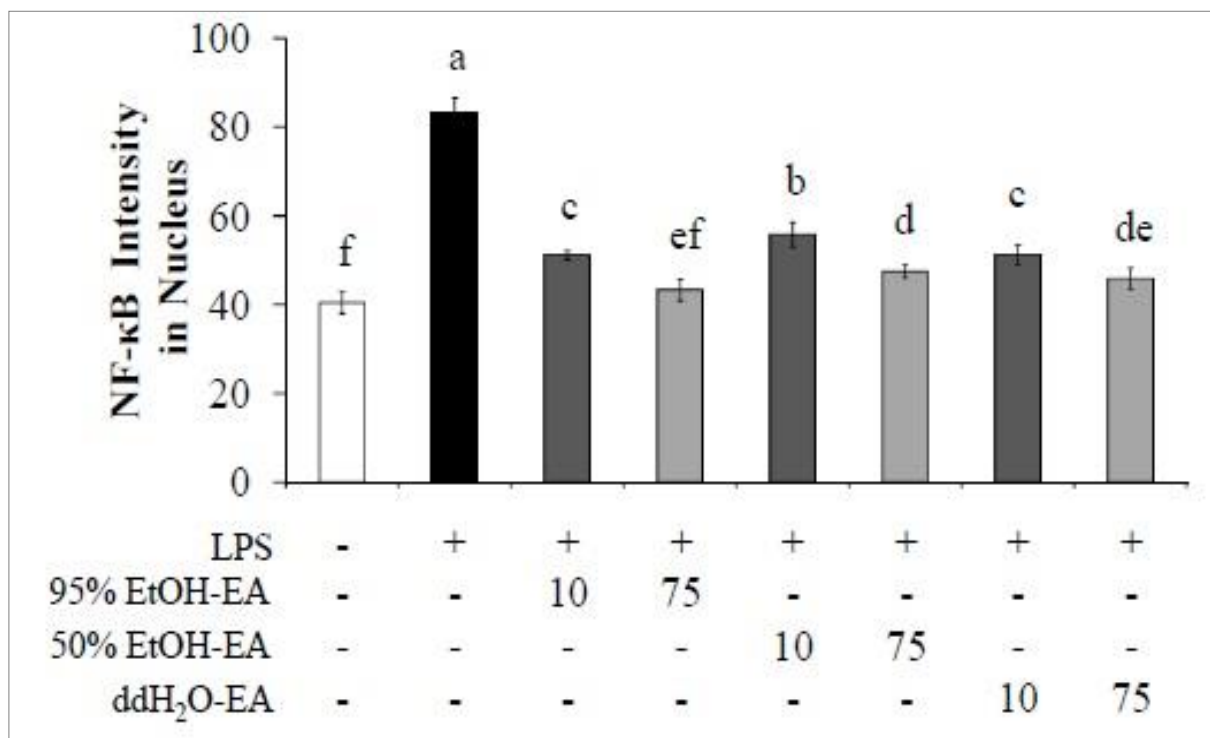 NF-κB Intensity
in Nucleus
100
80
60
40
20
0
f
a
c
ef
b
d
c
de
LPS - + + + + + + +
95% EtOH-EA - - 10 75 - - - -
50% EtOH-EA - - - - 10 75 - -
ddH₂O-EA - - - - - - 10 75